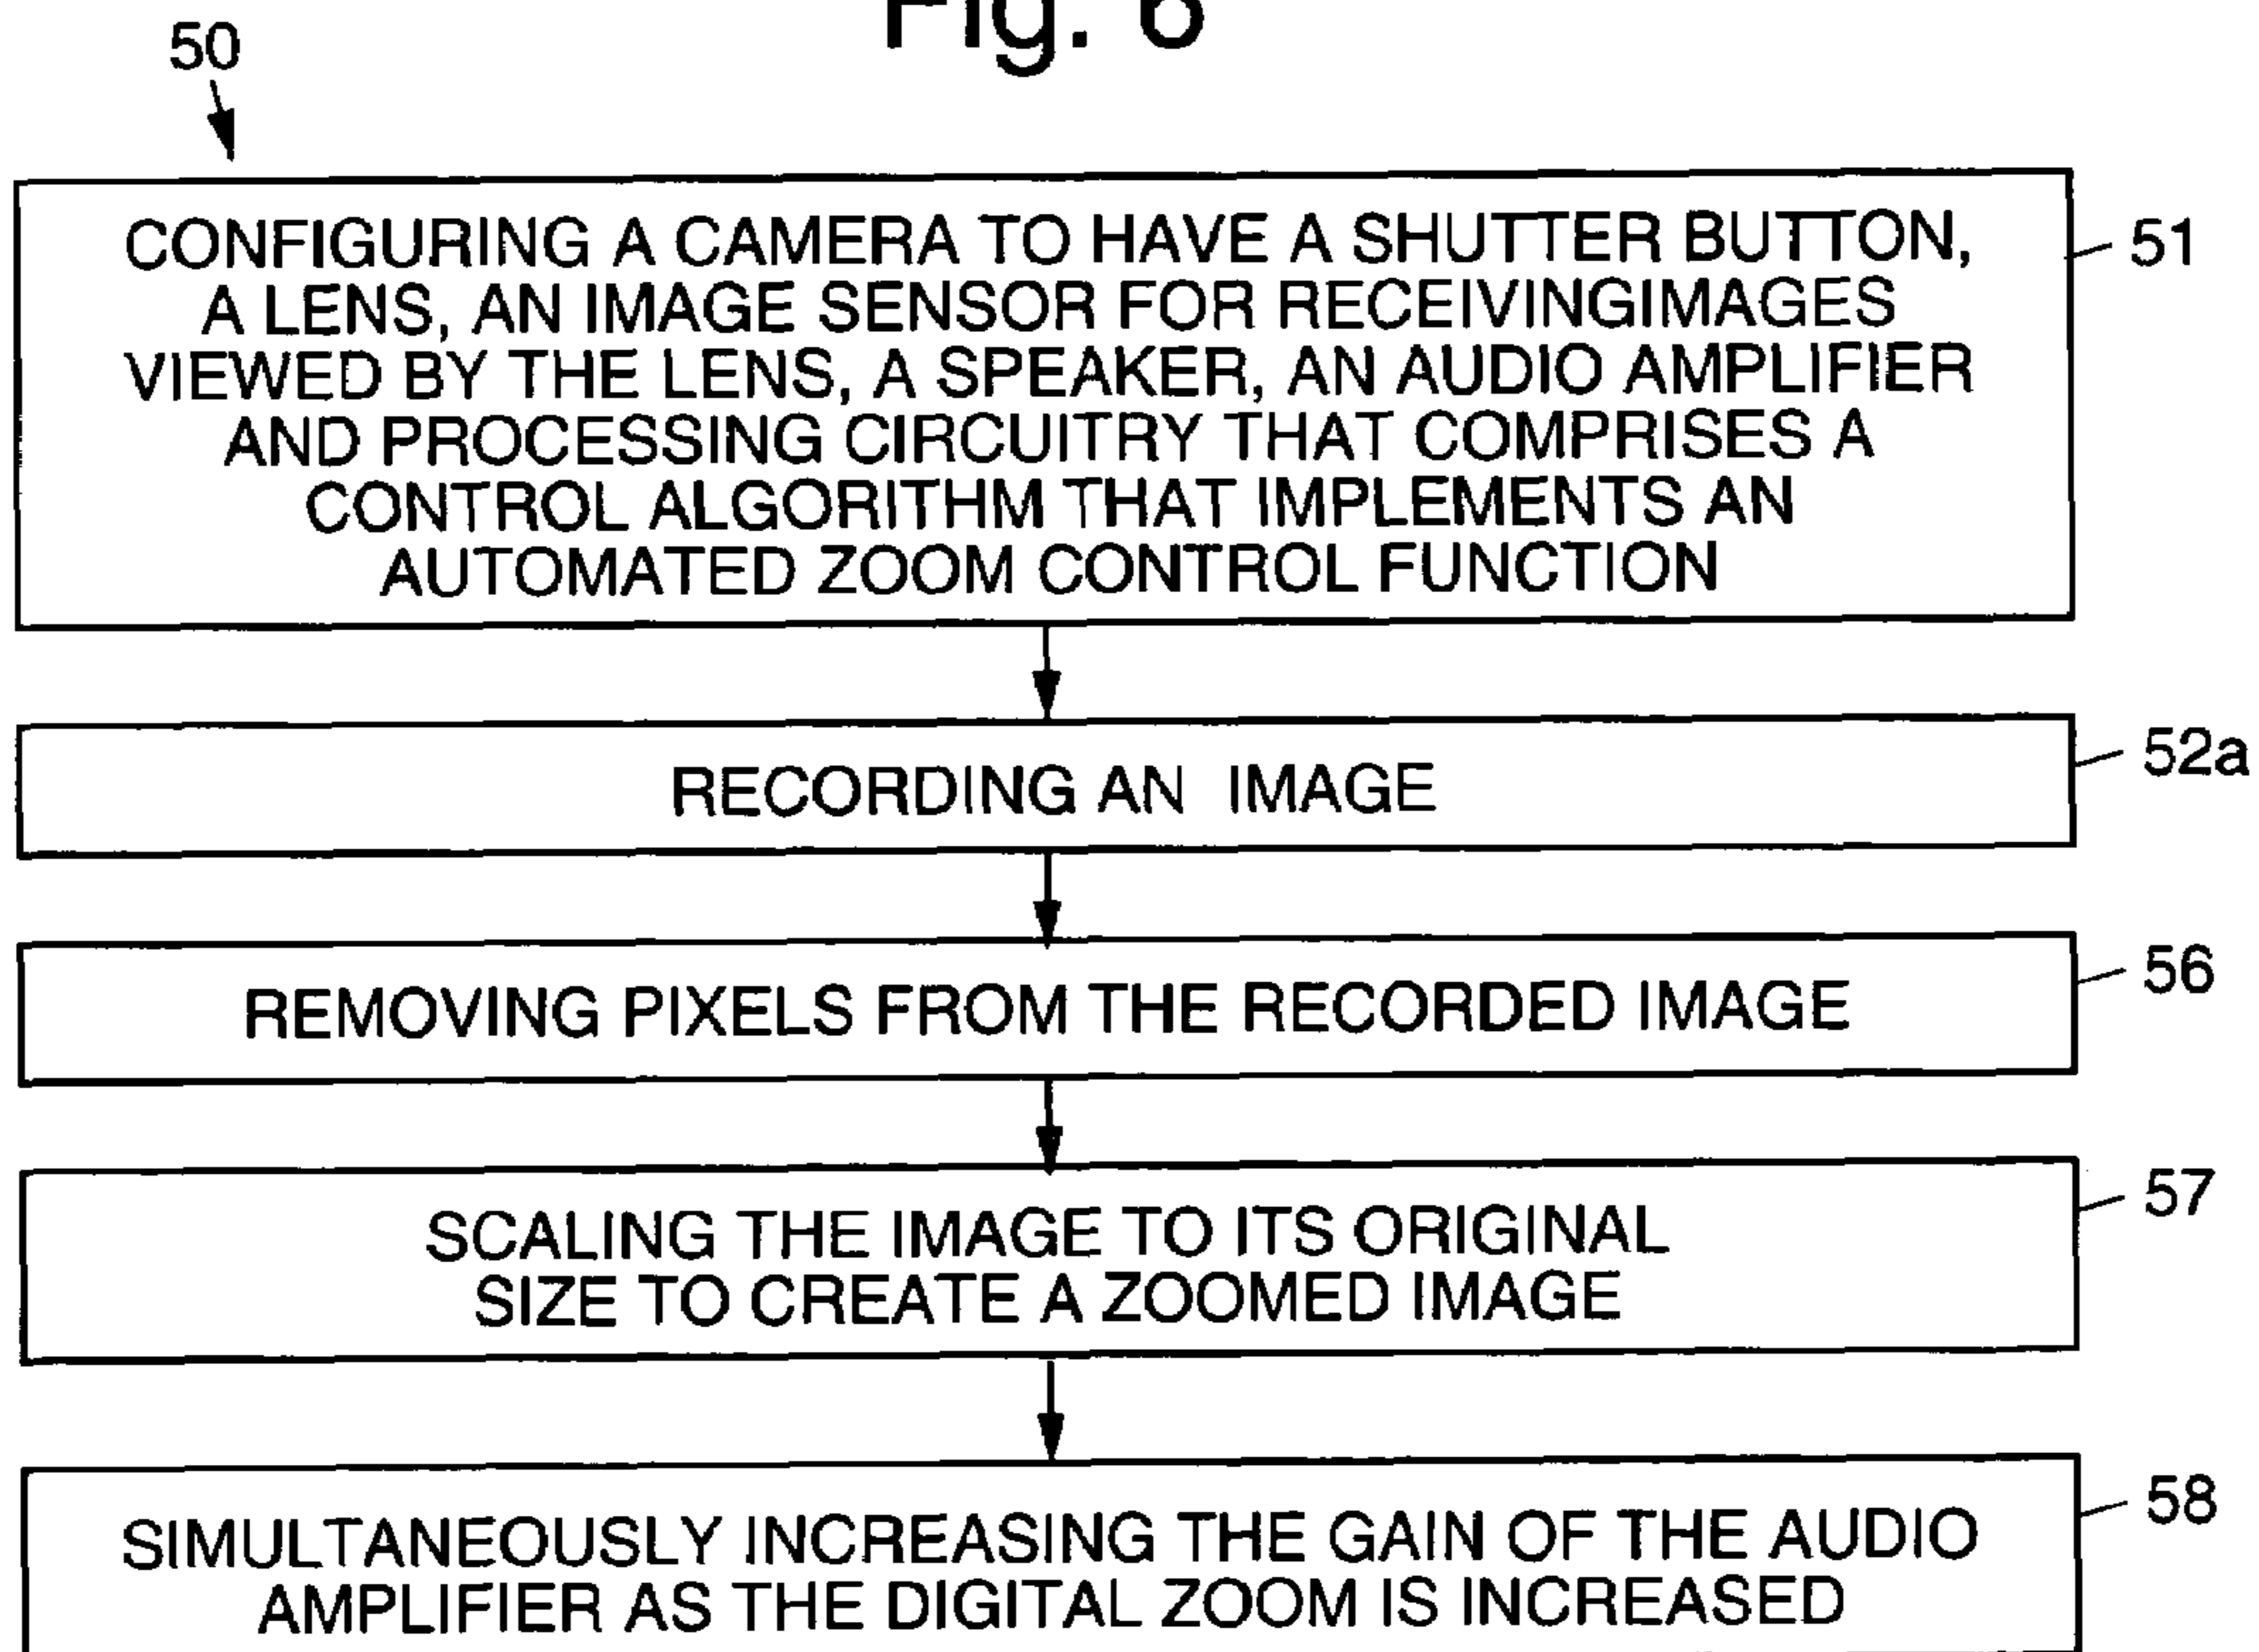 Fig. 6
50
CONFIGURING A CAMERA TO HAVE A SHUTTER BUTTON,
A LENS, AN IMAGE SENSOR FOR RECEIVINGIMAGES
VIEWED BY THE LENS, A SPEAKER, AN AUDIO AMPLIFIER
AND PROCESSING CIRCUITRY THAT COMPRISES A
CONTROL ALGORITHM THAT IMPLEMENTS AN
AUTOMATED ZOOM CONTROL FUNCTION
51
RECORDING AN IMAGE
52a
REMOVING PIXELS FROM THE RECORDED IMAGE
56
SCALING THE IMAGE TO ITS ORIGINAL
SIZE TO CREATE A ZOOMED IMAGE
57
SIMULTANEOUSLY INCREASING THE GAIN OF THE AUDIO
AMPLIFIER AS THE DIGITAL ZOOM IS INCREASED
58